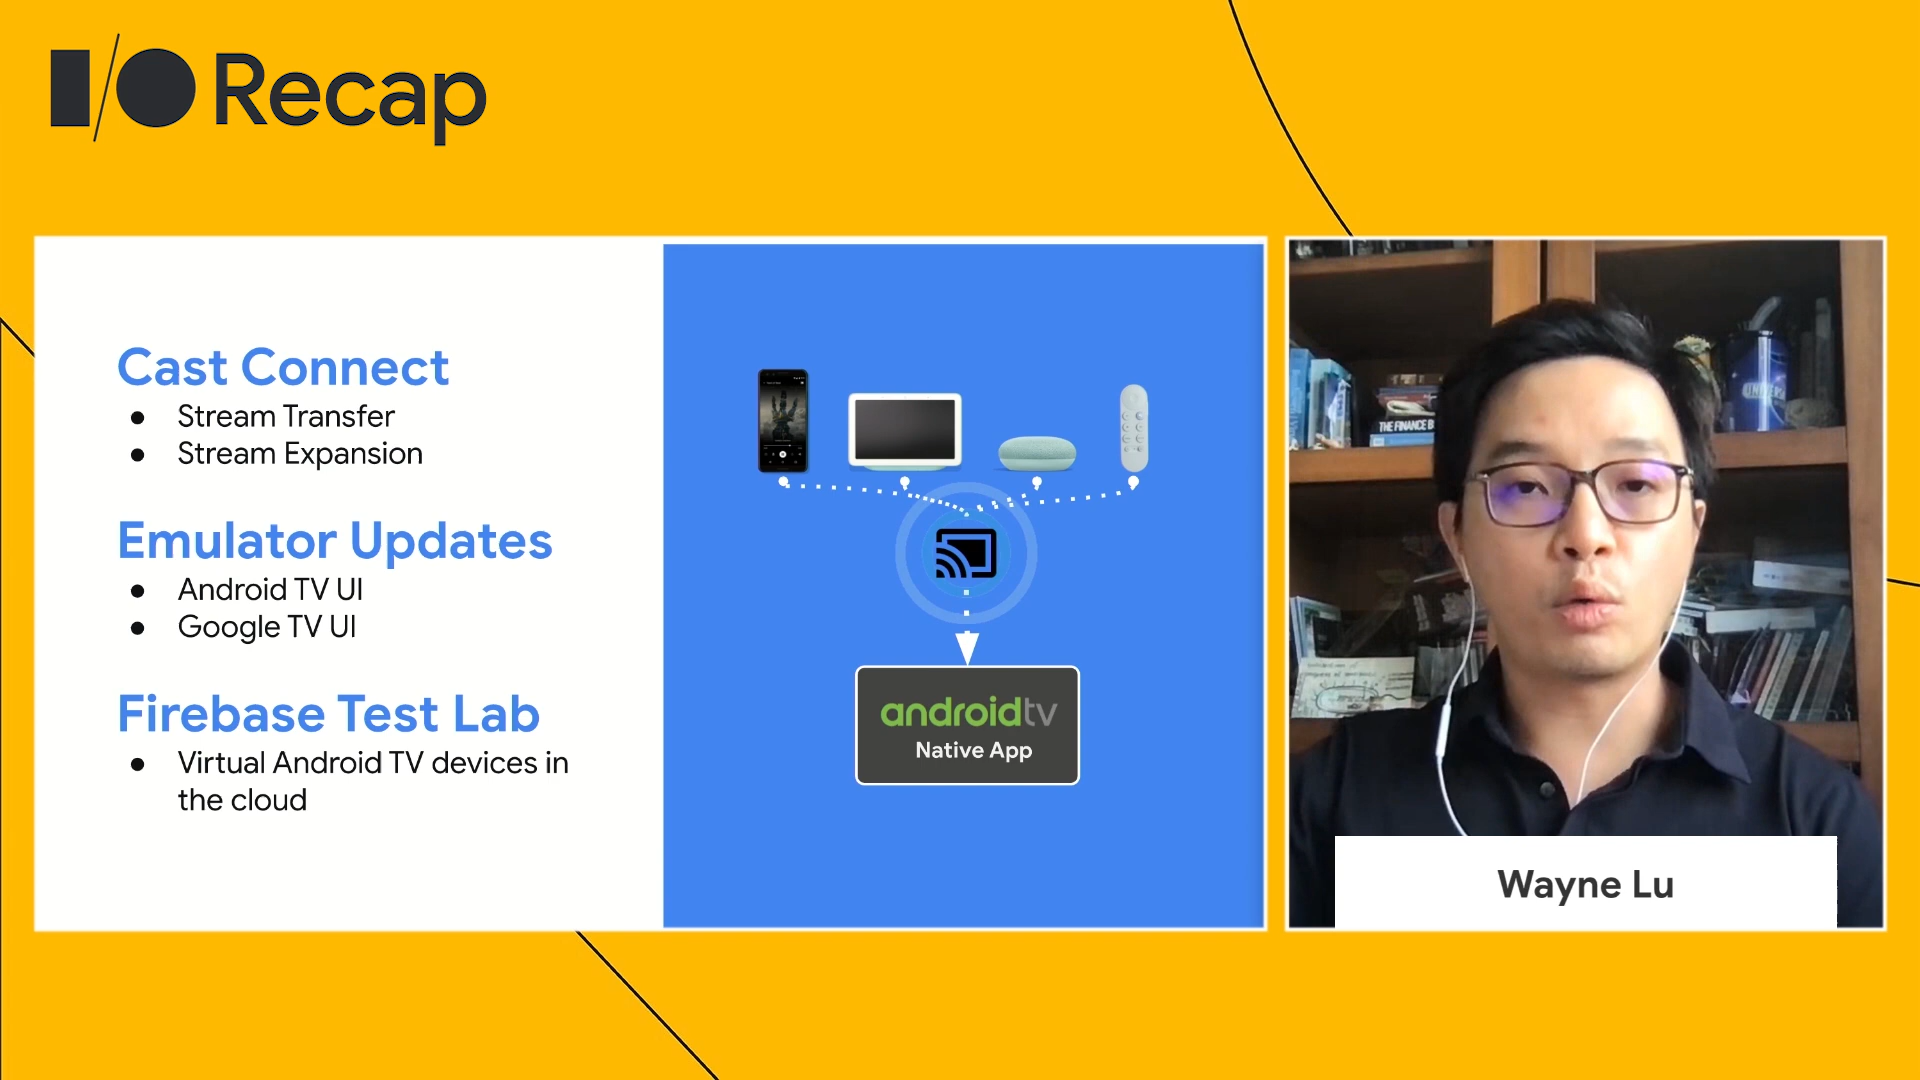 I/O Recap
Cast Connect
● Stream Transfer
● Stream Expansion
Emulator Updates
● Android TV UI
● Google TV UI
Firebase Test Lab
● Virtual Android TV devices in
the cloud
androidtv
Native App
THE FINANCE B
Wayne Lu